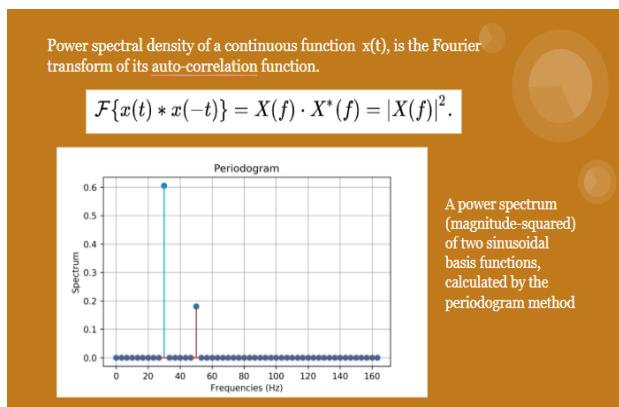 Power spectral density of a continuous function x(t), is the Fourier
transform of its auto-correlation function.
F{x(t) ∗ x(−t)} = X(f) · X*(f) = |X(f)|².
Periodogram
0.6
0.5
0.4
0.3
0.2
0.1
0.0
Spectrum
0 20 40 60 80 100 120 140 160
Frequencies (Hz)
A power spectrum
(magnitude-squared)
of two sinusoidal
basis functions,
calculated by the
periodogram method